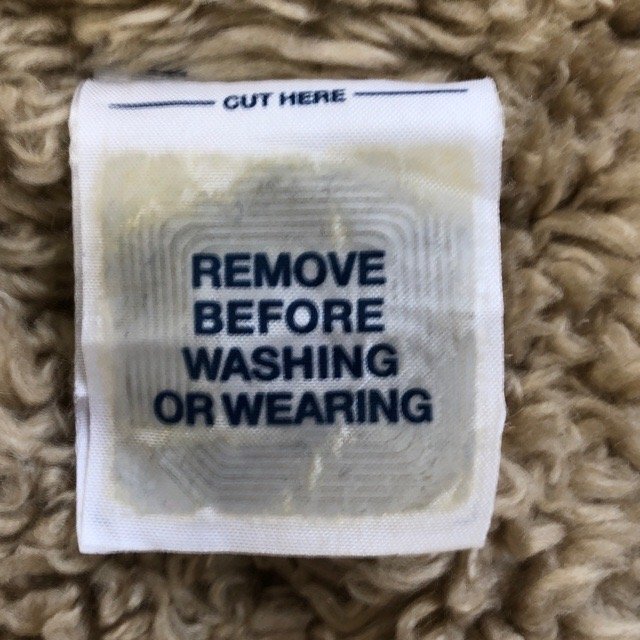 CUT HERE
REMOVE
BEFORE
WASHING
OR WEARING